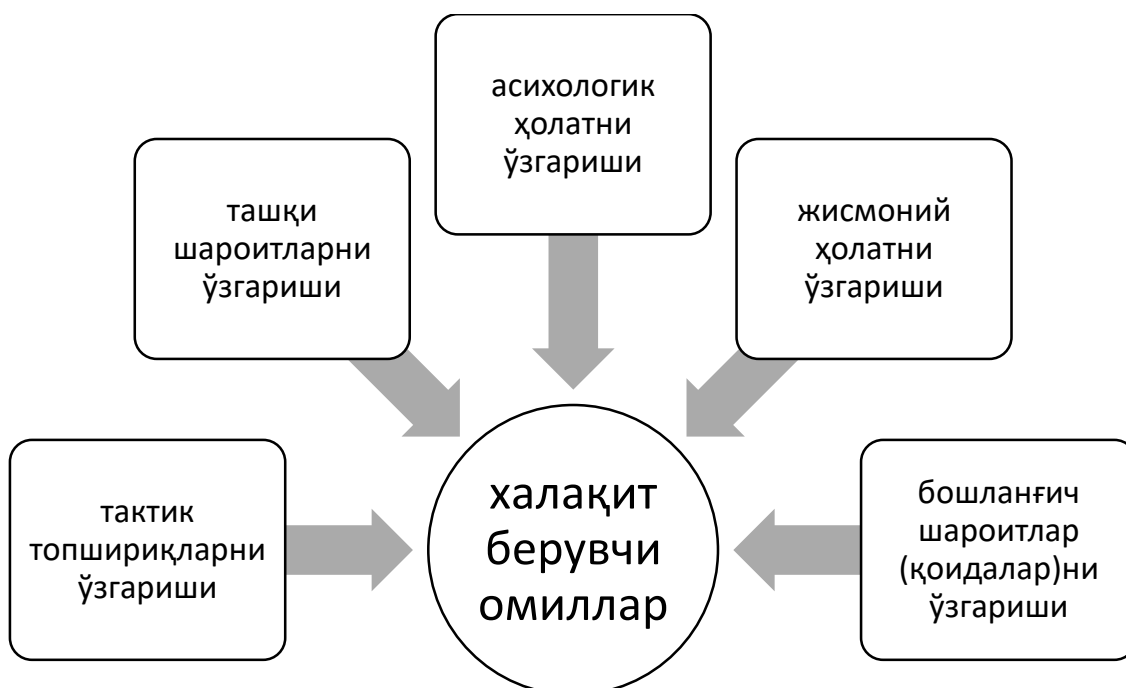 асихологик
ҳолатни
ўзгариши
ташқи
шароитларни
ўзгариши
жисмоний
ҳолатни
ўзгариши
тактик
топшириқларни
ўзгариши
халақит
берувчи
омиллар
бошланғич
шароитлар
(қоидалар)ни
ўзгариши